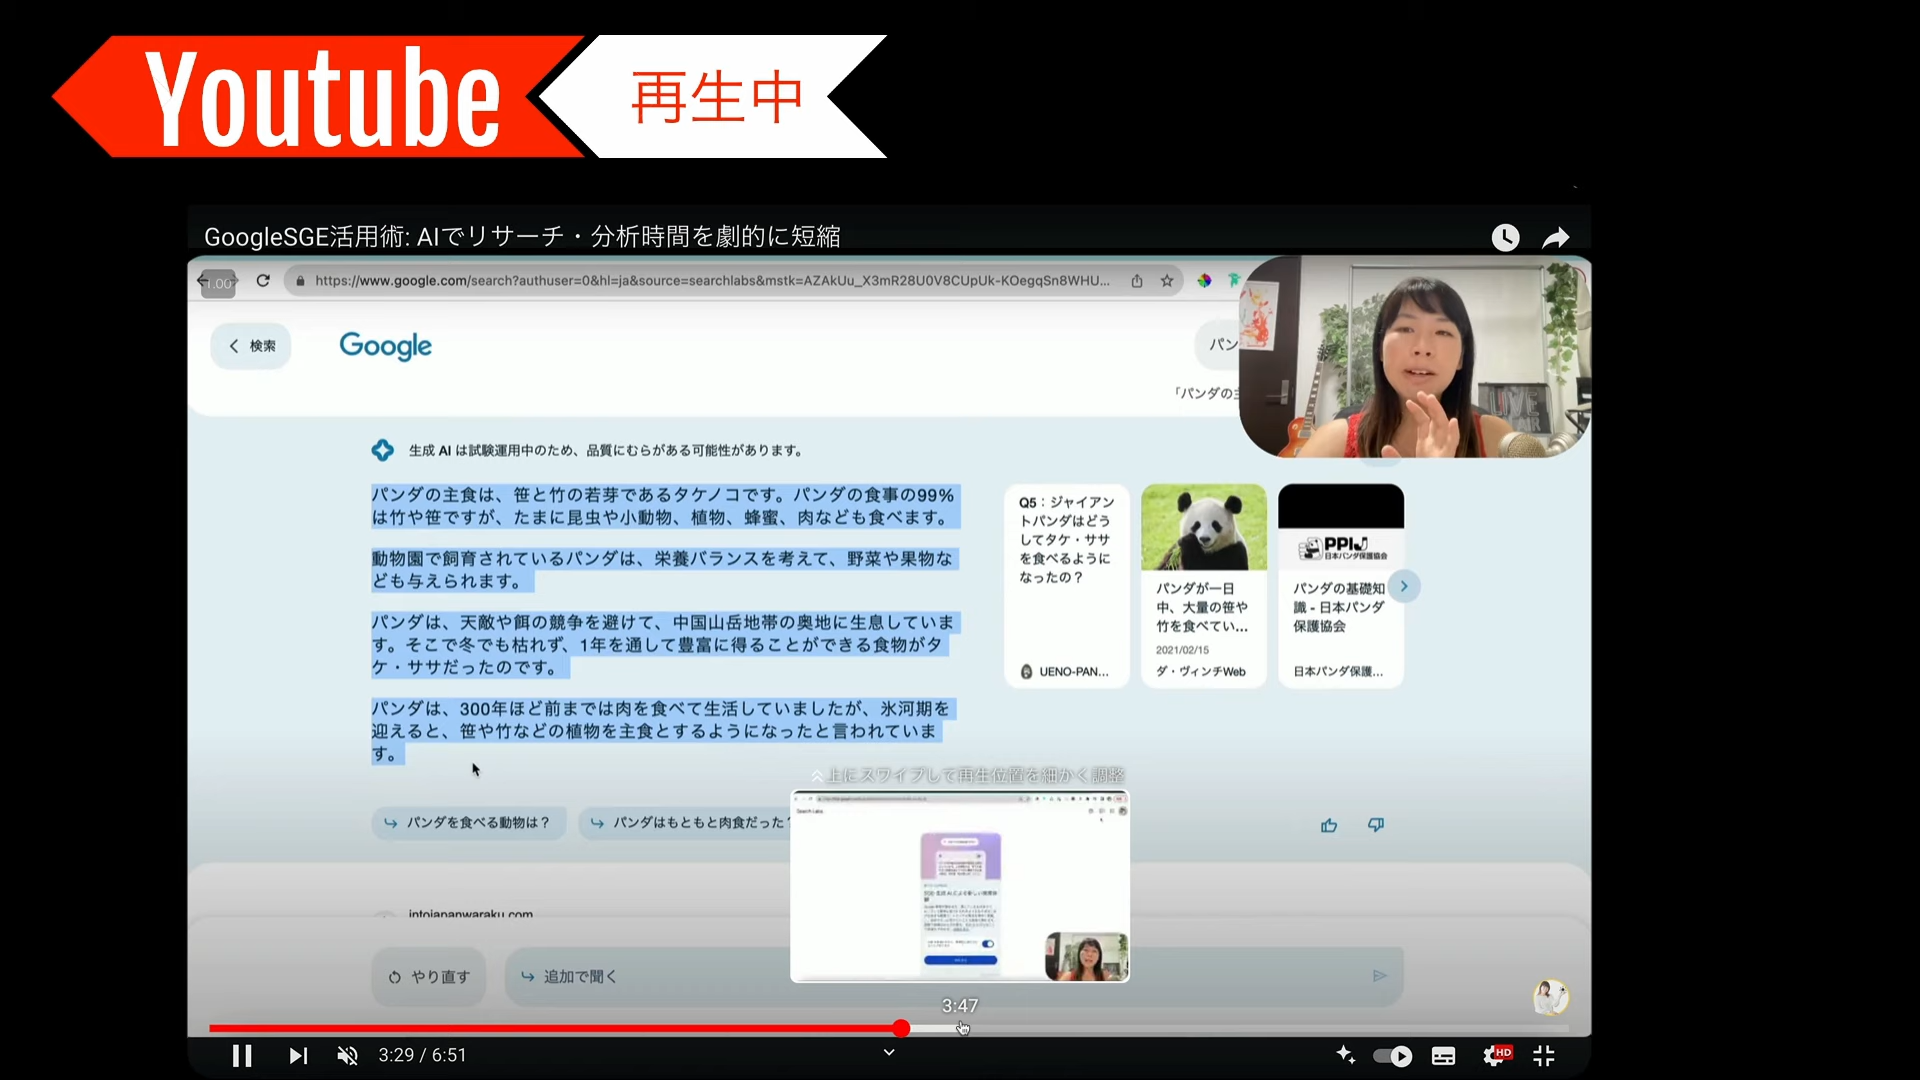 Youtube
再生中
GoogleSGE活用術: AIでリサーチ・分析時間を劇的に短縮
1.00
https://www.google.com/search?authuser=0&hl=ja&source=searchlabs&mstk=AZAkUu_X3mR28U0V8CUpUk-KOegqSn8WHU...
検索
Google
パン
「パンダの主
生成 AI は試験運用中のため、品質にむらがある可能性があります。
パンダの主食は、笹と竹の若芽であるタケノコです。パンダの食事の99%
は竹や笹ですが、たまに昆虫や小動物、植物、蜂蜜、肉なども食べます。
動物園で飼育されているパンダは、栄養バランスを考えて、野菜や果物な
ども与えられます。
パンダは、天敵や餌の競争を避けて、中国山岳地帯の奥地に生息していま
す。そこで冬でも枯れず、1年を通して豊富に得ることができる食物がタ
ケ・ササだったのです。
パンダは、300年ほど前までは肉を食べて生活していましたが、氷河期を
迎えると、笹や竹などの植物を主食とするようになったと言われていま
す。
Q5：ジャイアン
トパンダはどう
してタケ・ササ
を食べるように
なったの？
UENO-PAN...
パンダが一日
中、大量の笹や
竹を食べてい...
2021/02/15
ダ・ヴィンチWeb
PPIJ
日本パンダ保護協会
パンダの基礎知
識 - 日本パンダ
保護協会
日本パンダ保護...
上にスワイプして再生位置を細かく調整
パンダを食べる動物は？
パンダはもともと肉食だった？
intojapanwaraku.com
やり直す
追加で聞く
3:47
3:29 / 6:51
HD